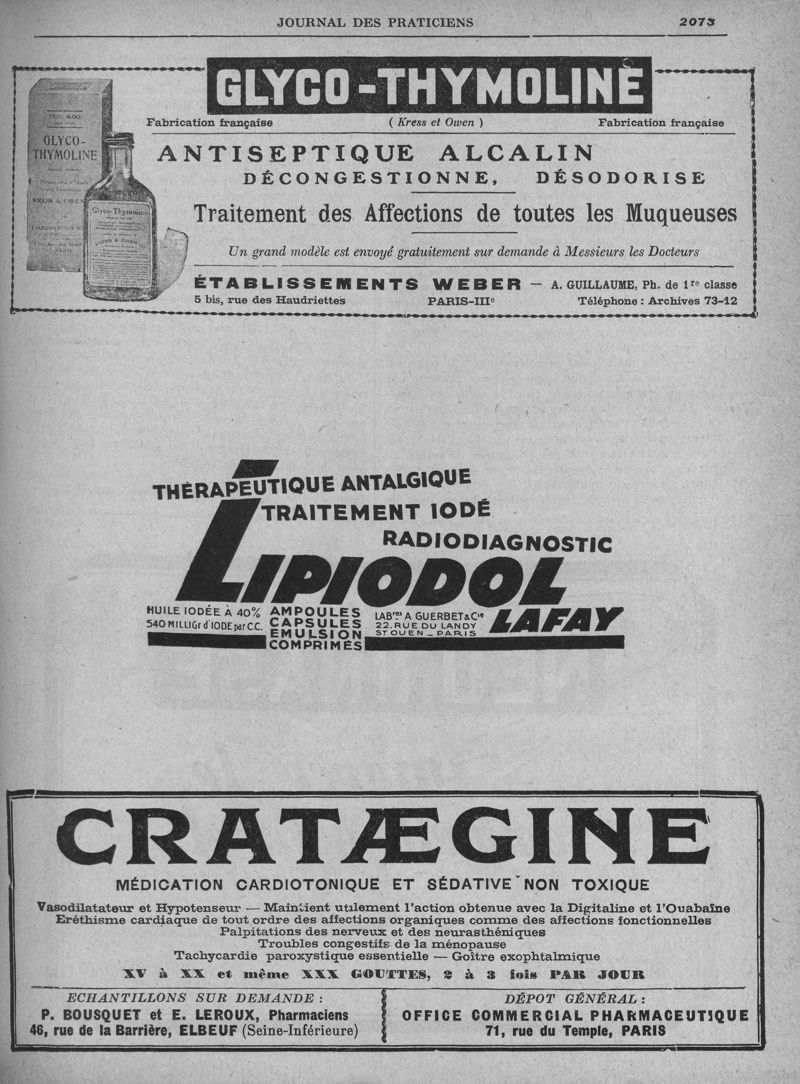 JOURNAL DES PRATICIENS 2073
GLYCO-THYMOLINE
Fabrication française ( Kress et Owen ) Fabrication française
GLYCO-
THYMOLINE
Glyco-Thymoline
ANTISEPTIQUE ALCALIN
DÉCONGESTIONNE, DÉSODORISE
Traitement des Affections de toutes les Muqueuses
Un grand modèle est envoyé gratuitement sur demande à Messieurs les Docteurs
ÉTABLISSEMENTS WEBER — A. GUILLAUME, Ph. de 1re classe
5 bis, rue des Haudriettes PARIS-IIIe Téléphone : Archives 73-12
THÉRAPEUTIQUE ANTALGIQUE
TRAITEMENT IODÉ
RADIODIAGNOSTIC
LIPIODOL
LAFAY
HUILE IODÉE À 40%
540 MILLIGr d'IODE par C.C.
AMPOULES
CAPSULES
EMULSION
COMPRIMÉS
LABres A GUERBET & Cie
22. RUE DU LANDY
ST OUEN _ PARIS
CRATÆGINE
MÉDICATION CARDIOTONIQUE ET SÉDATIVE NON TOXIQUE
Vasodilatateur et Hypotenseur — Maintient utilement l'action obtenue avec la Digitaline et l'Ouabaïne
Eréthisme cardiaque de tout ordre des affections organiques comme des affections fonctionnelles
Palpitations des nerveux et des neurasthéniques
Troubles congestifs de la ménopause
Tachycardie paroxystique essentielle — Goître exophtalmique
XV à XX et même XXX GOUTTES, 2 à 3 fois PAR JOUR
ECHANTILLONS SUR DEMANDE :
P. BOUSQUET et E. LEROUX, Pharmaciens
46, rue de la Barrière, ELBEUF (Seine-Inférieure)
DÉPOT GÉNÉRAL :
OFFICE COMMERCIAL PHARMACEUTIQUE
71, rue du Temple, PARIS